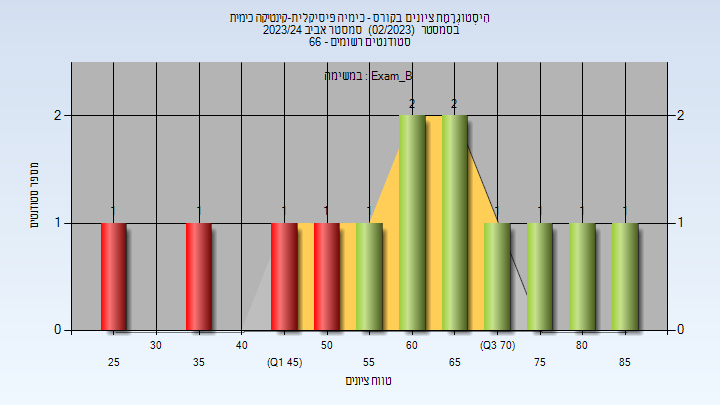 היסטוגרמת ציונים בקורס - כימיה פיסיקלית-קינטיקה כימית
בסמסטר (02/2023) סמסטר אביב 2023/24
סטודנטים רשומים - 66
במשימה : Exam_B
2 2
2 2
מספר סטודנטים
1 1 1 1 1 1 1 1 1
1 1
0 0
30 40 50 60 (Q3 70) 80
25 35 (Q1 45) 55 65 75 85
טווח ציונים